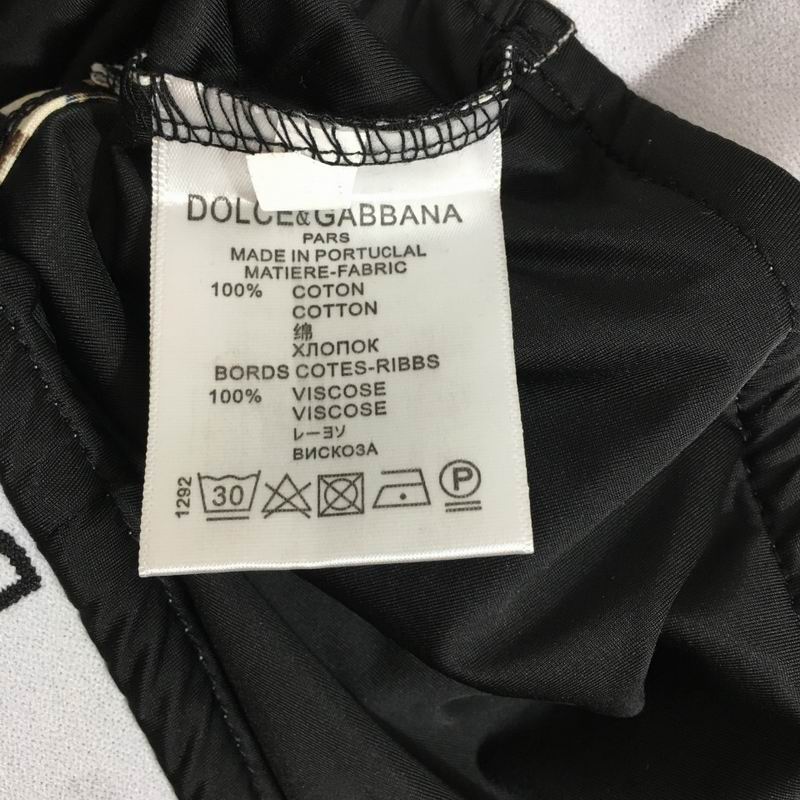 DOLCE&GABBANA
PARS
MADE IN PORTUCLAL
MATIERE-FABRIC
100% COTON
COTTON
绵
ХЛОПОК
BORDS COTES-RIBBS
100% VISCOSE
VISCOSE
レーヨソ
ВИСКОЗА
1292
30
P